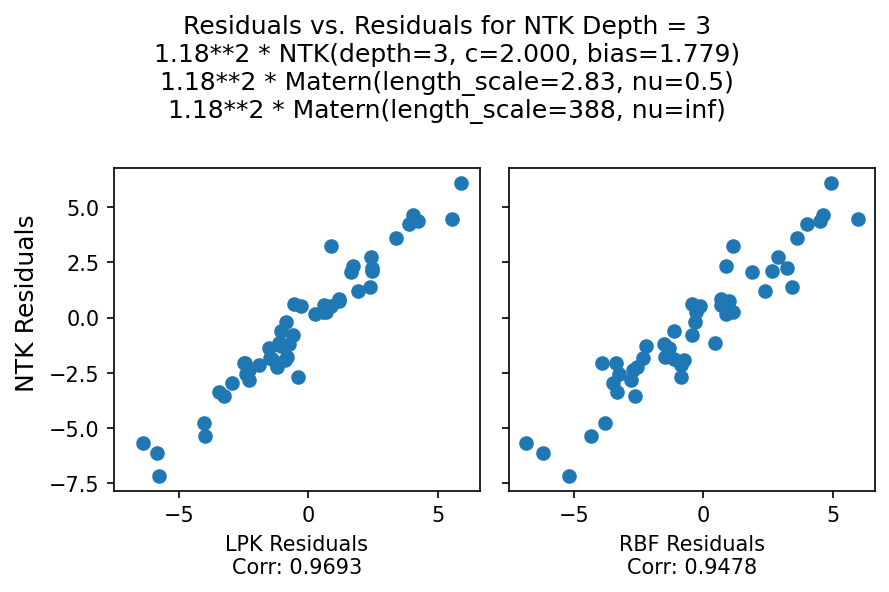 Residuals vs. Residuals for NTK Depth = 3
1.18**2 * NTK(depth=3, c=2.000, bias=1.779)
1.18**2 * Matern(length_scale=2.83, nu=0.5)
1.18**2 * Matern(length_scale=388, nu=inf)
NTK Residuals
5.0
2.5
0.0
−2.5
−5.0
−7.5
−5 0 5
LPK Residuals
Corr: 0.9693
−5 0 5
RBF Residuals
Corr: 0.9478